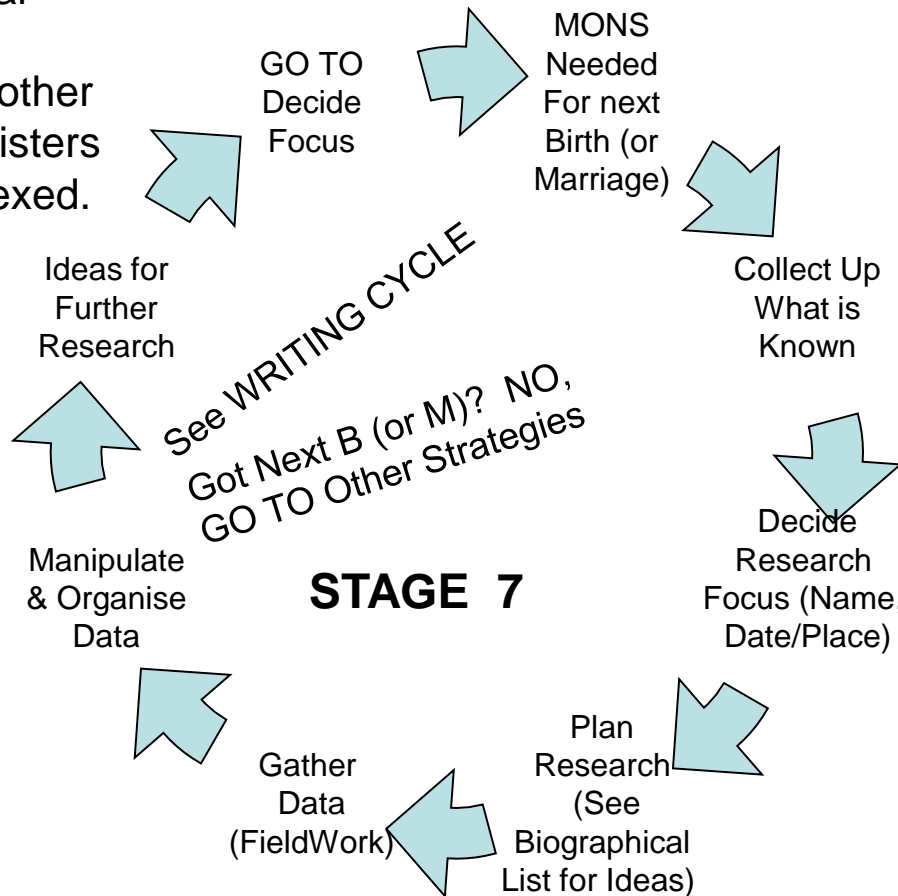 other
GO TO
Decide
Focus
MONS
Needed
For next
Birth (or
Marriage)
Collect Up
What is
Known
Decide
Research
Focus (Name,
Date/Place)
Plan
Research
(See
Biographical
List for Ideas)
Gather
Data
(FieldWork)
Manipulate
& Organise
Data
Ideas for
Further
Research
See WRITING CYCLE
Got Next B (or M)? NO,
GO TO Other Strategies
STAGE 7